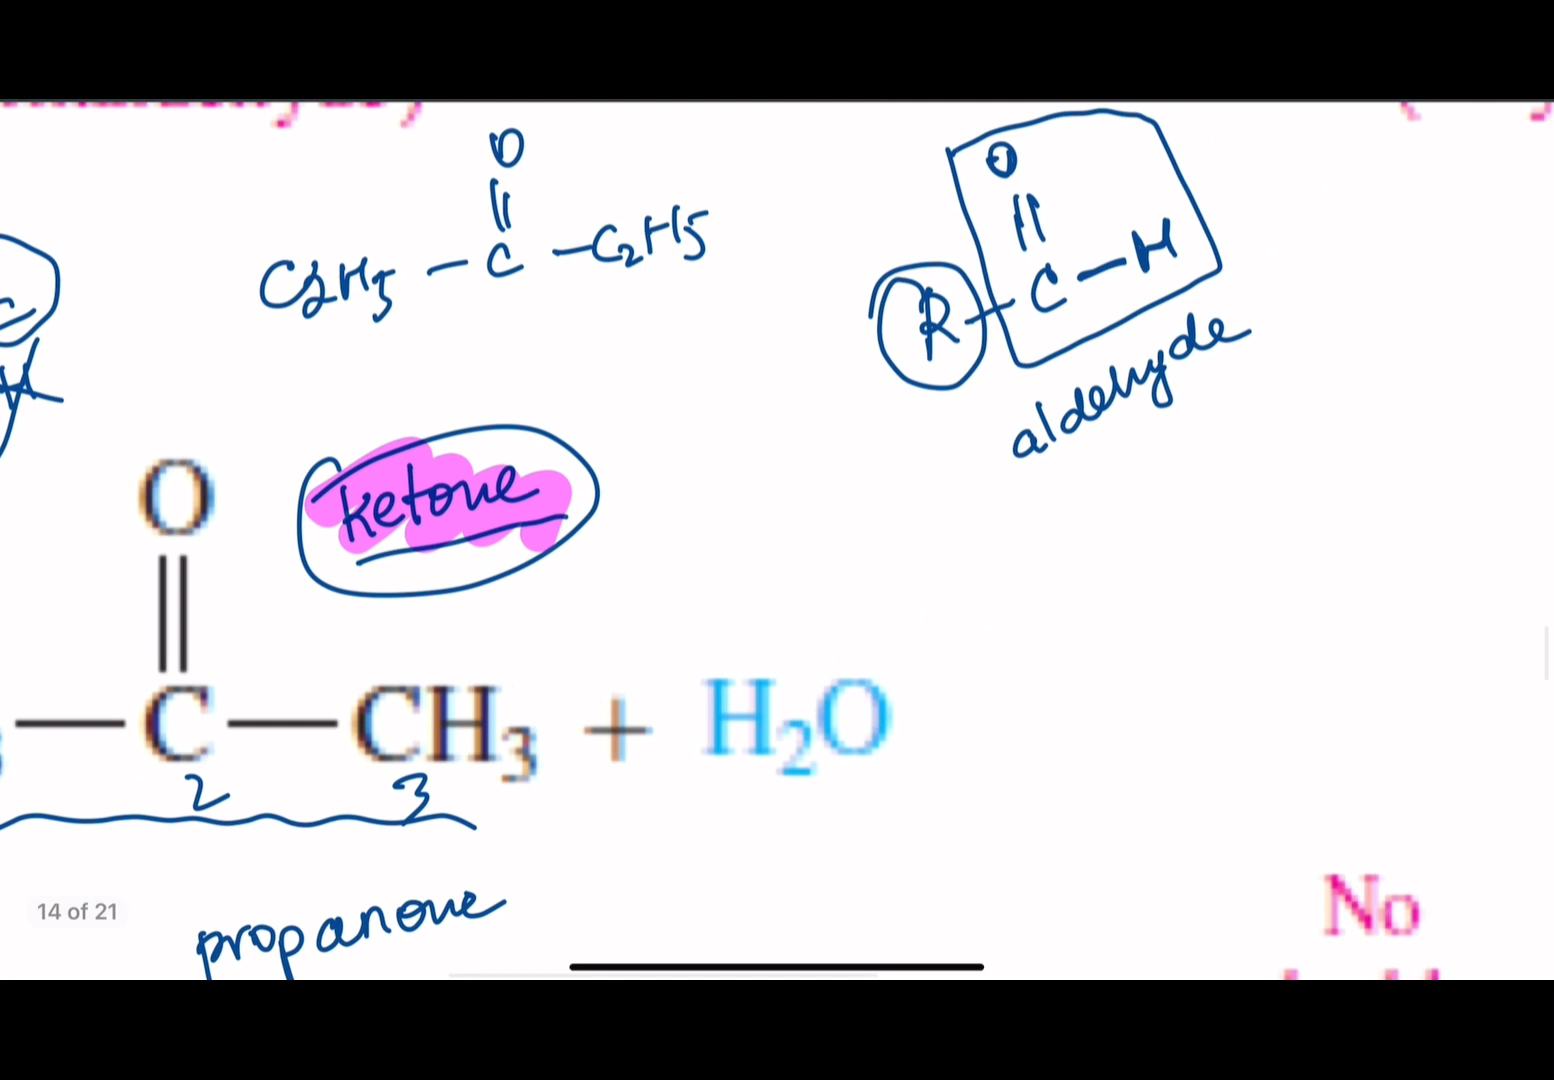 O
||
C2H5 – C – C2H5
O
||
R – C – H
aldehyde
ketone
O
||
— C — CH3 + H2O
2 3
propanone
14 of 21
No